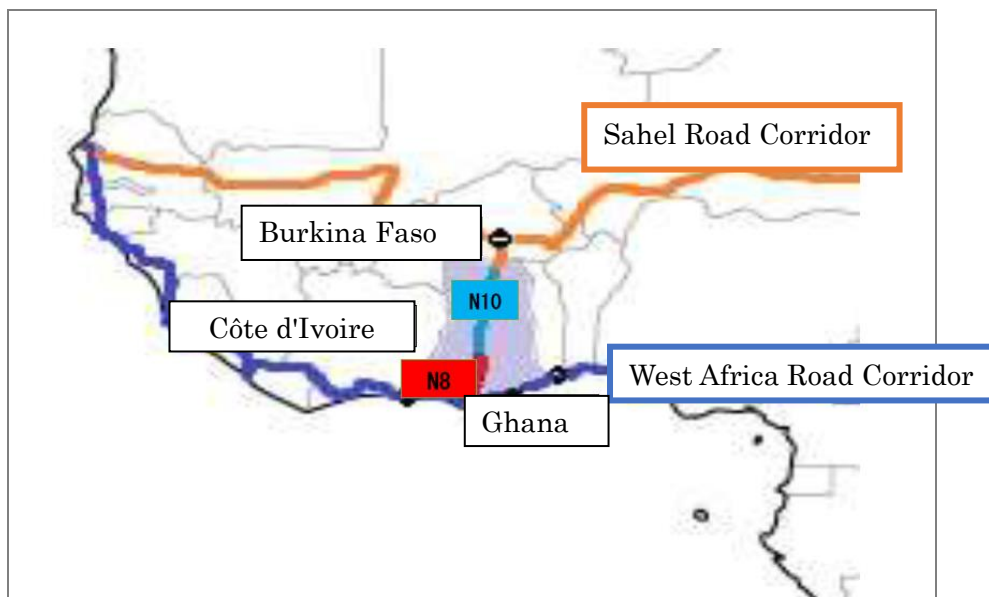 Sahel Road Corridor
Burkina Faso
N10
Côte d'Ivoire
N8
West Africa Road Corridor
Ghana